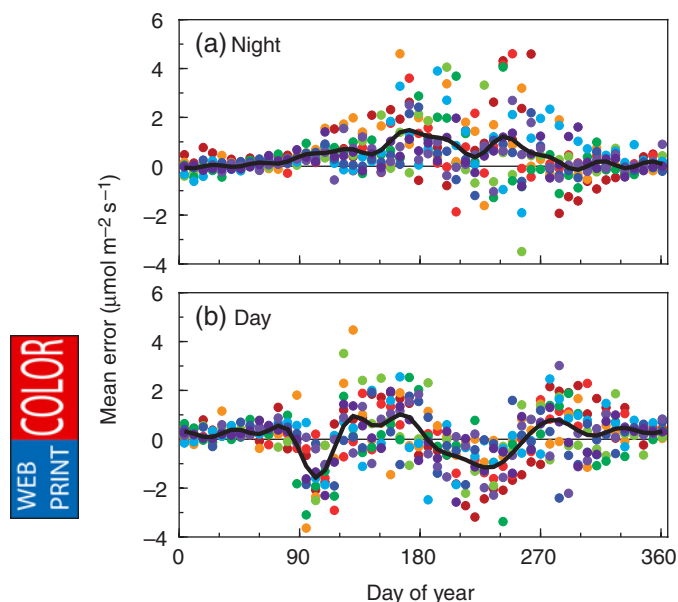 6
(a) Night
4
2
0
−2
−4
6
(b) Day
4
2
0
−2
−4
0 90 180 270 360
Day of year
Mean error (μmol m−2 s−1)
WEB COLOR
PRINT